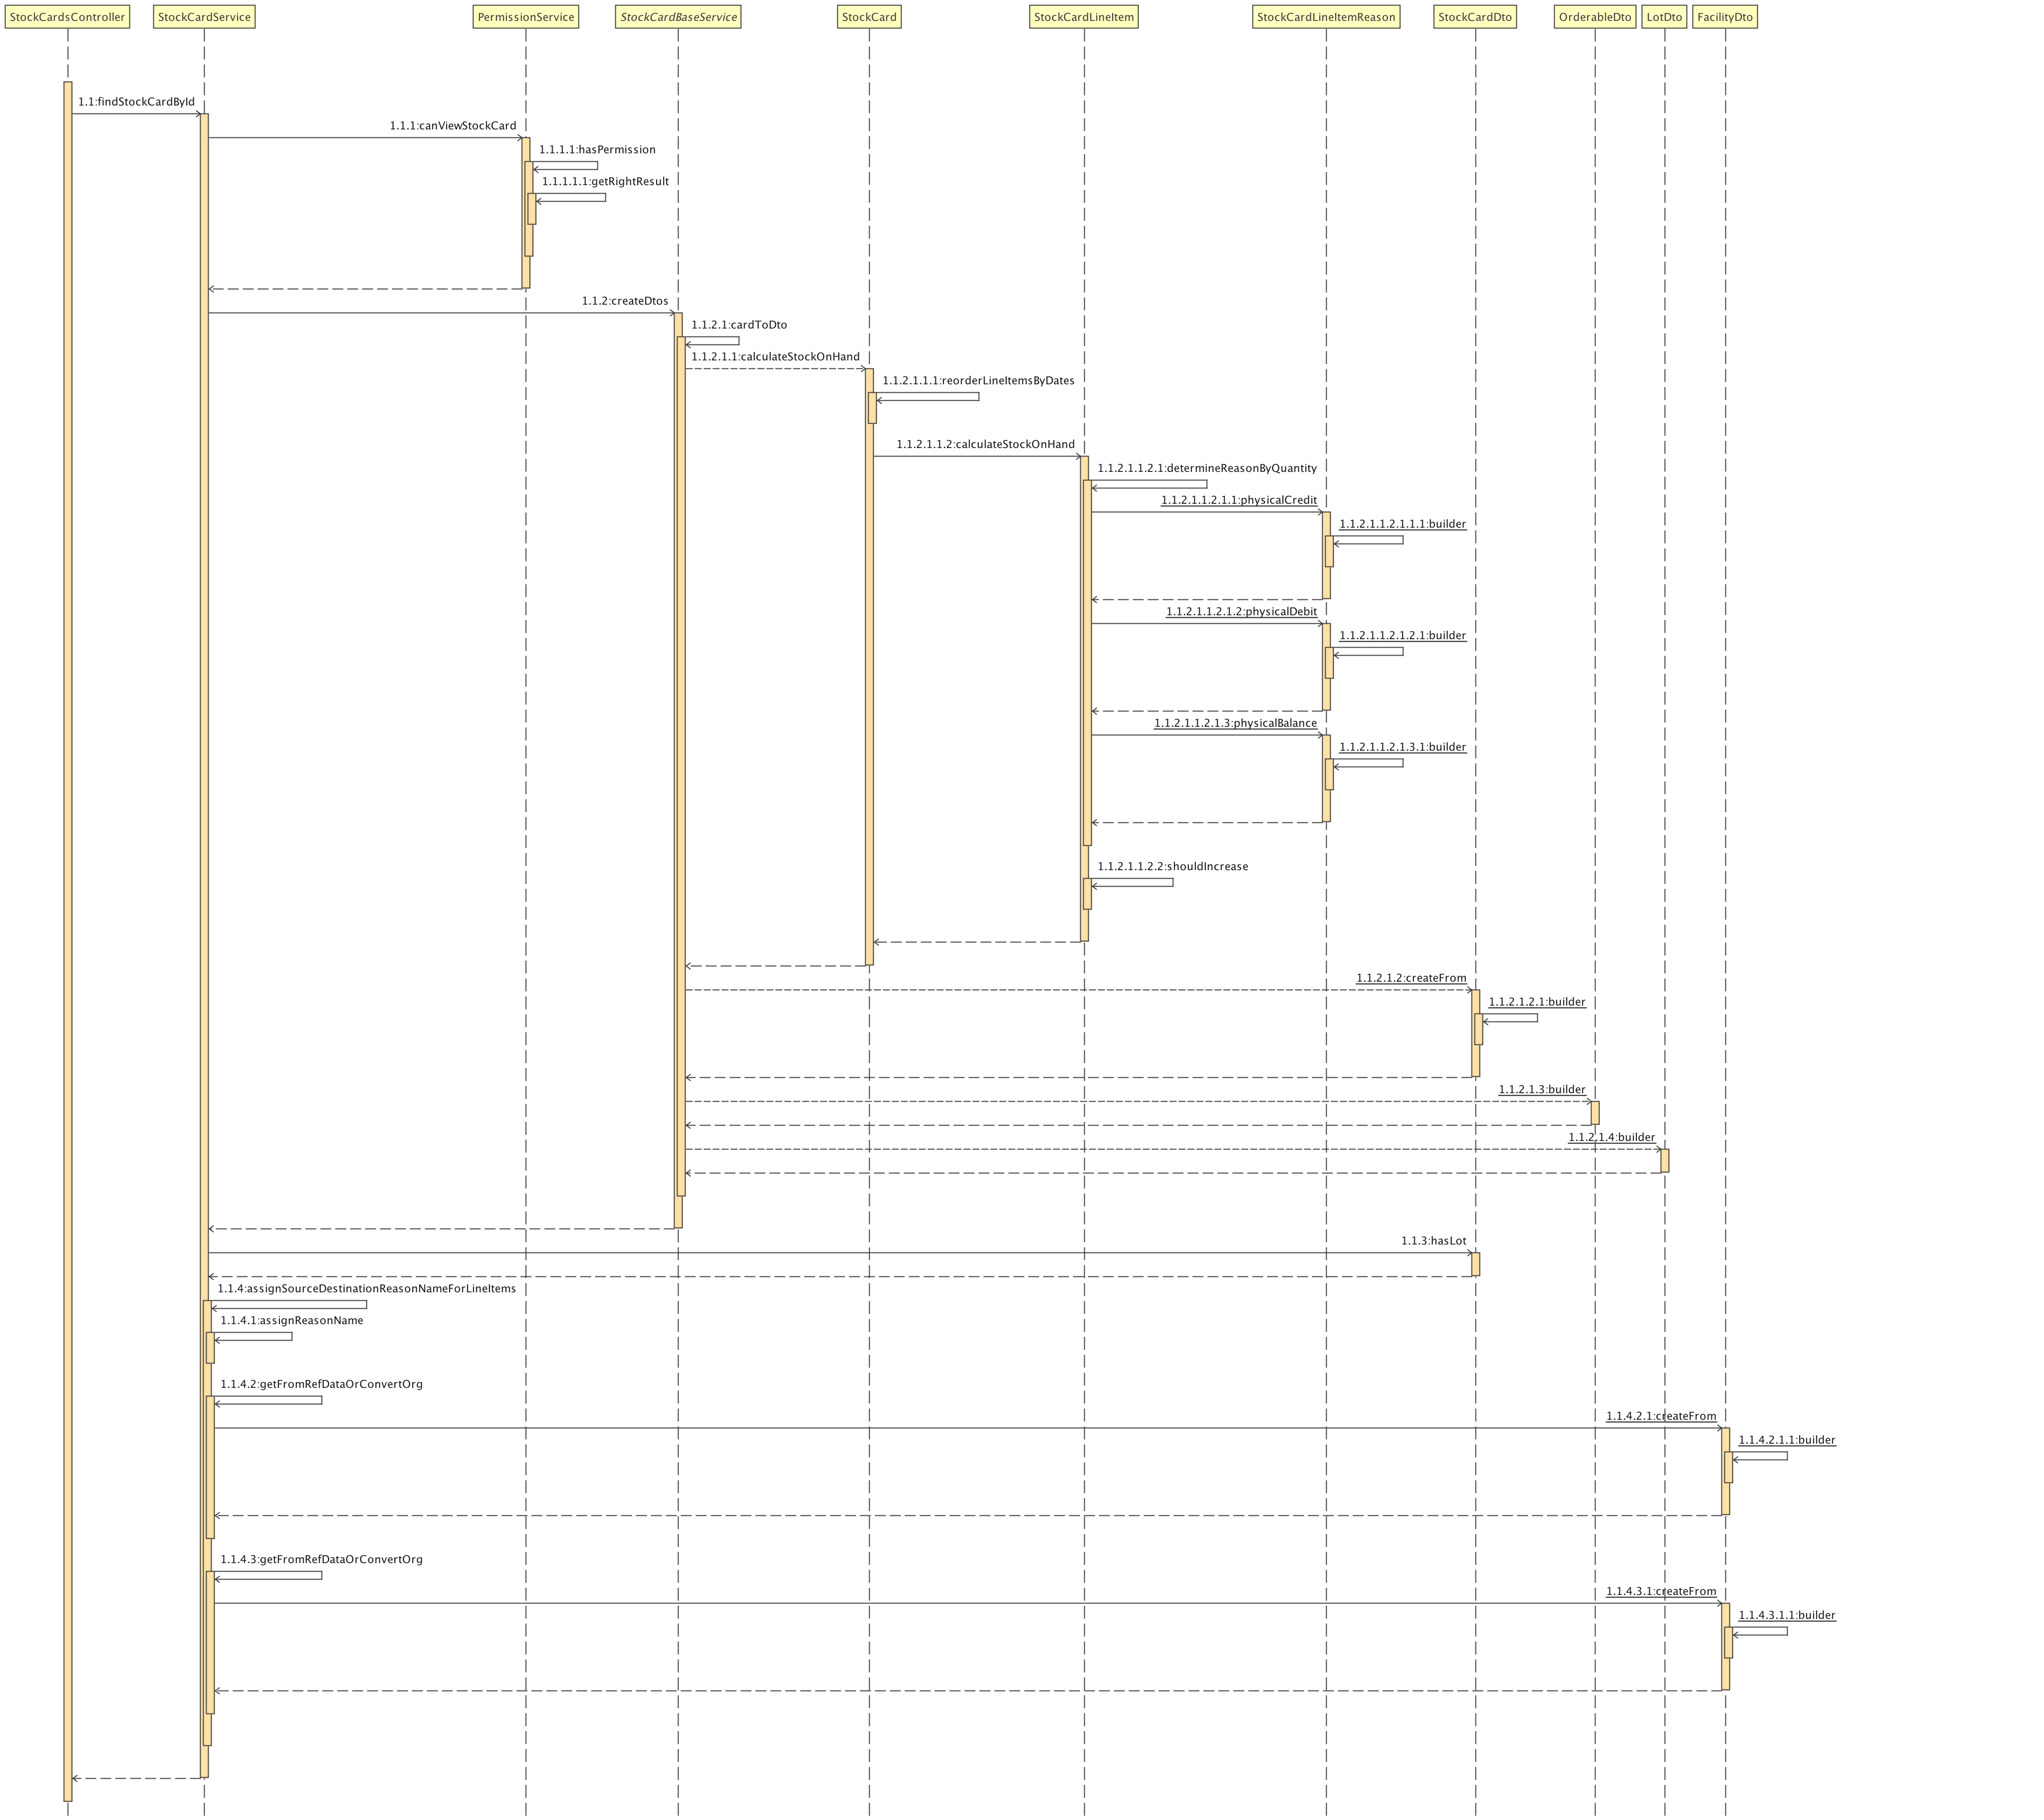 StockCardsController
StockCardService
PermissionService
StockCardBaseService
StockCard
StockCardLineItem
StockCardLineItemReason
StockCardDto
OrderableDto
LotDto
FacilityDto
1.1:findStockCardById
1.1.1:canViewStockCard
1.1.1.1:hasPermission
1.1.1.1.1:getRightResult
1.1.2:createDtos
1.1.2.1:cardToDto
1.1.2.1.1:calculateStockOnHand
1.1.2.1.1.1:reorderLineItemsByDates
1.1.2.1.1.2:calculateStockOnHand
1.1.2.1.1.2.1:determineReasonByQuantity
1.1.2.1.1.2.1.1:physicalCredit
1.1.2.1.1.2.1.1.1:builder
1.1.2.1.1.2.1.2:physicalDebit
1.1.2.1.1.2.1.2.1:builder
1.1.2.1.1.2.1.3:physicalBalance
1.1.2.1.1.2.1.3.1:builder
1.1.2.1.1.2.2:shouldIncrease
1.1.2.1.2:createFrom
1.1.2.1.2.1:builder
1.1.2.1.3:builder
1.1.2.1.4:builder
1.1.3:hasLot
1.1.4:assignSourceDestinationReasonNameForLineItems
1.1.4.1:assignReasonName
1.1.4.2:getFromRefDataOrConvertOrg
1.1.4.2.1:createFrom
1.1.4.2.1.1:builder
1.1.4.3:getFromRefDataOrConvertOrg
1.1.4.3.1:createFrom
1.1.4.3.1.1:builder